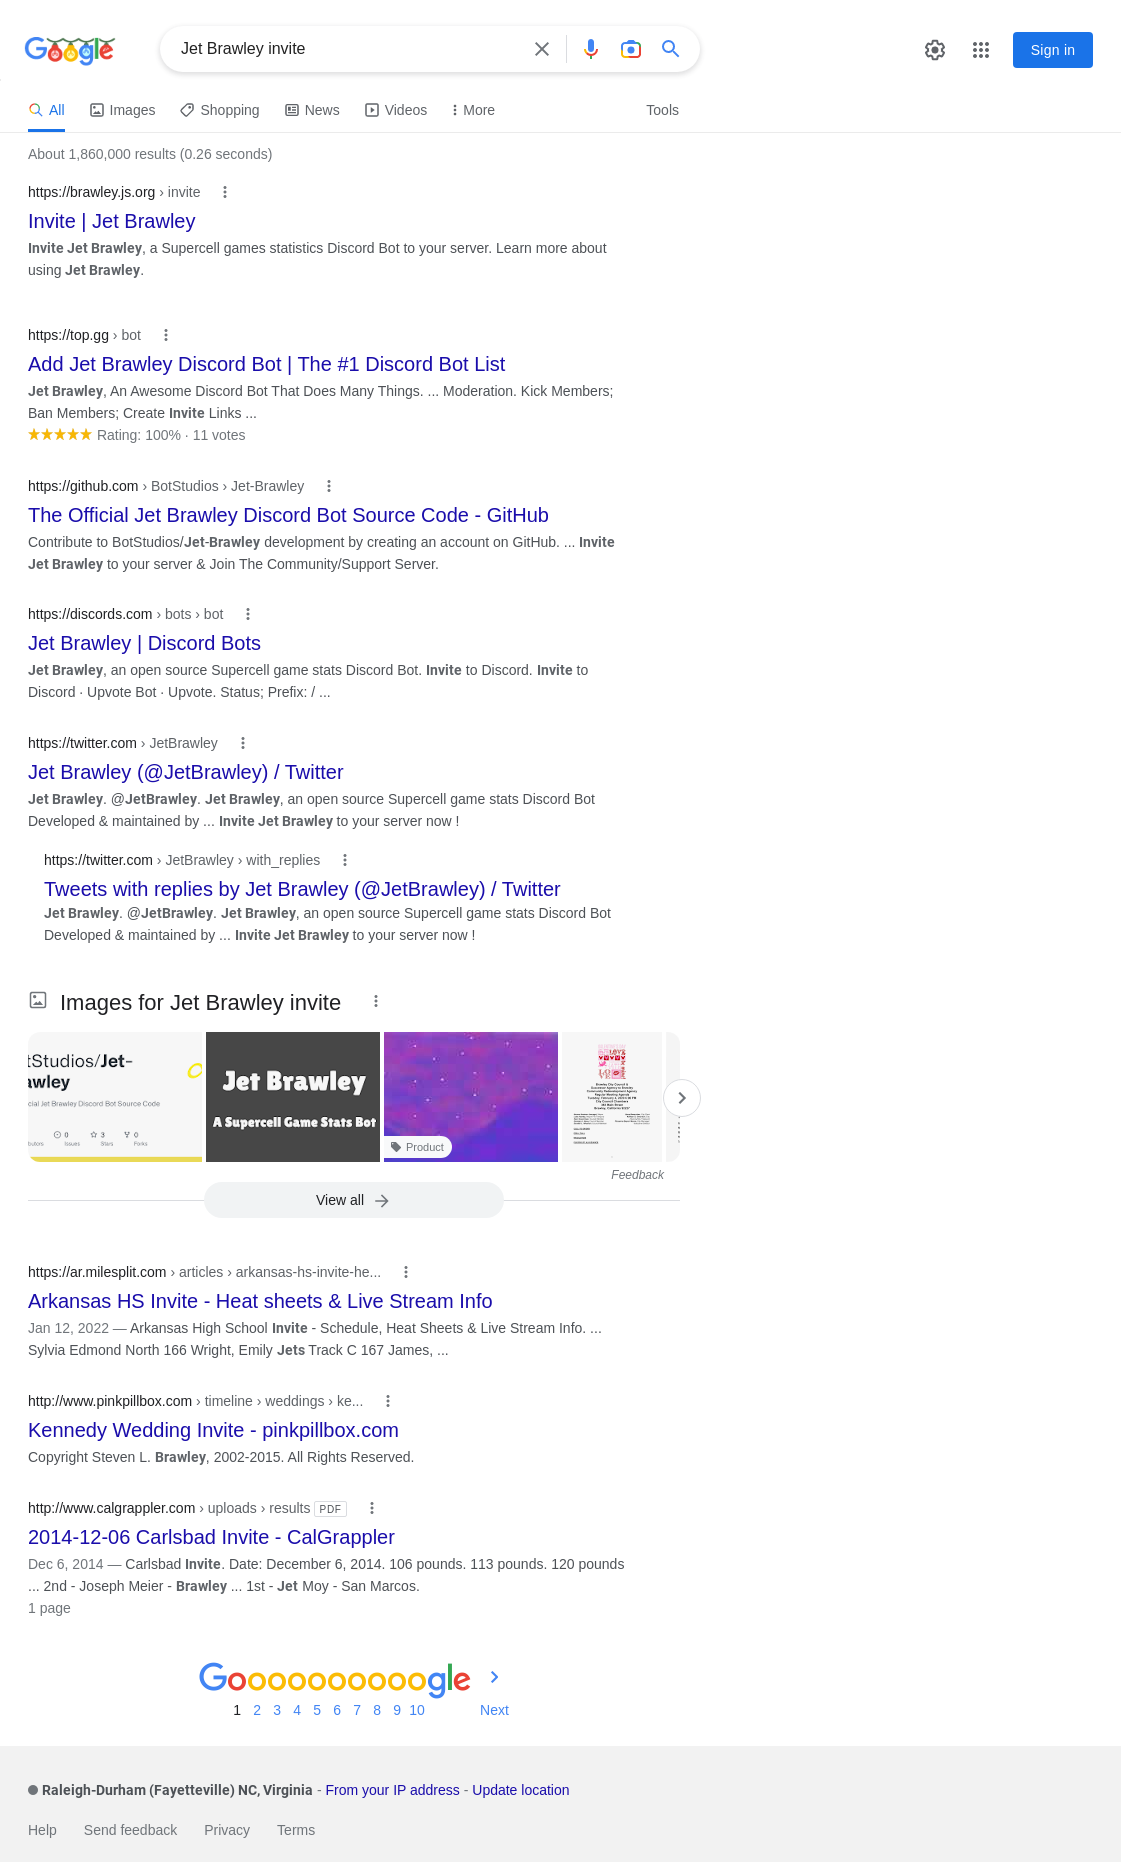 Google
Jet Brawley invite
Sign in
All
Images
Shopping
News
Videos
More
Tools
About 1,860,000 results (0.26 seconds)
https://brawley.js.org › invite
Invite | Jet Brawley
Invite Jet Brawley, a Supercell games statistics Discord Bot to your server. Learn more about
using Jet Brawley.
https://top.gg › bot
Add Jet Brawley Discord Bot | The #1 Discord Bot List
Jet Brawley, An Awesome Discord Bot That Does Many Things. ... Moderation. Kick Members;
Ban Members; Create Invite Links ...
Rating: 100% · 11 votes
https://github.com › BotStudios › Jet-Brawley
The Official Jet Brawley Discord Bot Source Code - GitHub
Contribute to BotStudios/Jet-Brawley development by creating an account on GitHub. ... Invite
Jet Brawley to your server & Join The Community/Support Server.
https://discords.com › bots › bot
Jet Brawley | Discord Bots
Jet Brawley, an open source Supercell game stats Discord Bot. Invite to Discord. Invite to
Discord · Upvote Bot · Upvote. Status; Prefix: / ...
https://twitter.com › JetBrawley
Jet Brawley (@JetBrawley) / Twitter
Jet Brawley. @JetBrawley. Jet Brawley, an open source Supercell game stats Discord Bot
Developed & maintained by ... Invite Jet Brawley to your server now !
https://twitter.com › JetBrawley › with_replies
Tweets with replies by Jet Brawley (@JetBrawley) / Twitter
Jet Brawley. @JetBrawley. Jet Brawley, an open source Supercell game stats Discord Bot
Developed & maintained by ... Invite Jet Brawley to your server now !
Images for Jet Brawley invite
tStudios/Jet-
awley
cial Jet Brawley Discord Bot Source Code
0
3
0
Issues
Stars
Forks
Jet Brawley
A Supercell Game Stats Bot
Product
LOVE
Feedback
View all
https://ar.milesplit.com › articles › arkansas-hs-invite-he...
Arkansas HS Invite - Heat sheets & Live Stream Info
Jan 12, 2022 — Arkansas High School Invite - Schedule, Heat Sheets & Live Stream Info. ...
Sylvia Edmond North 166 Wright, Emily Jets Track C 167 James, ...
http://www.pinkpillbox.com › timeline › weddings › ke...
Kennedy Wedding Invite - pinkpillbox.com
Copyright Steven L. Brawley, 2002-2015. All Rights Reserved.
http://www.calgrappler.com › uploads › results PDF
2014-12-06 Carlsbad Invite - CalGrappler
Dec 6, 2014 — Carlsbad Invite. Date: December 6, 2014. 106 pounds. 113 pounds. 120 pounds
... 2nd - Joseph Meier - Brawley ... 1st - Jet Moy - San Marcos.
1 page
Goooooooooogle
1 2 3 4 5 6 7 8 9 10 Next
Raleigh-Durham (Fayetteville) NC, Virginia - From your IP address - Update location
Help Send feedback Privacy Terms